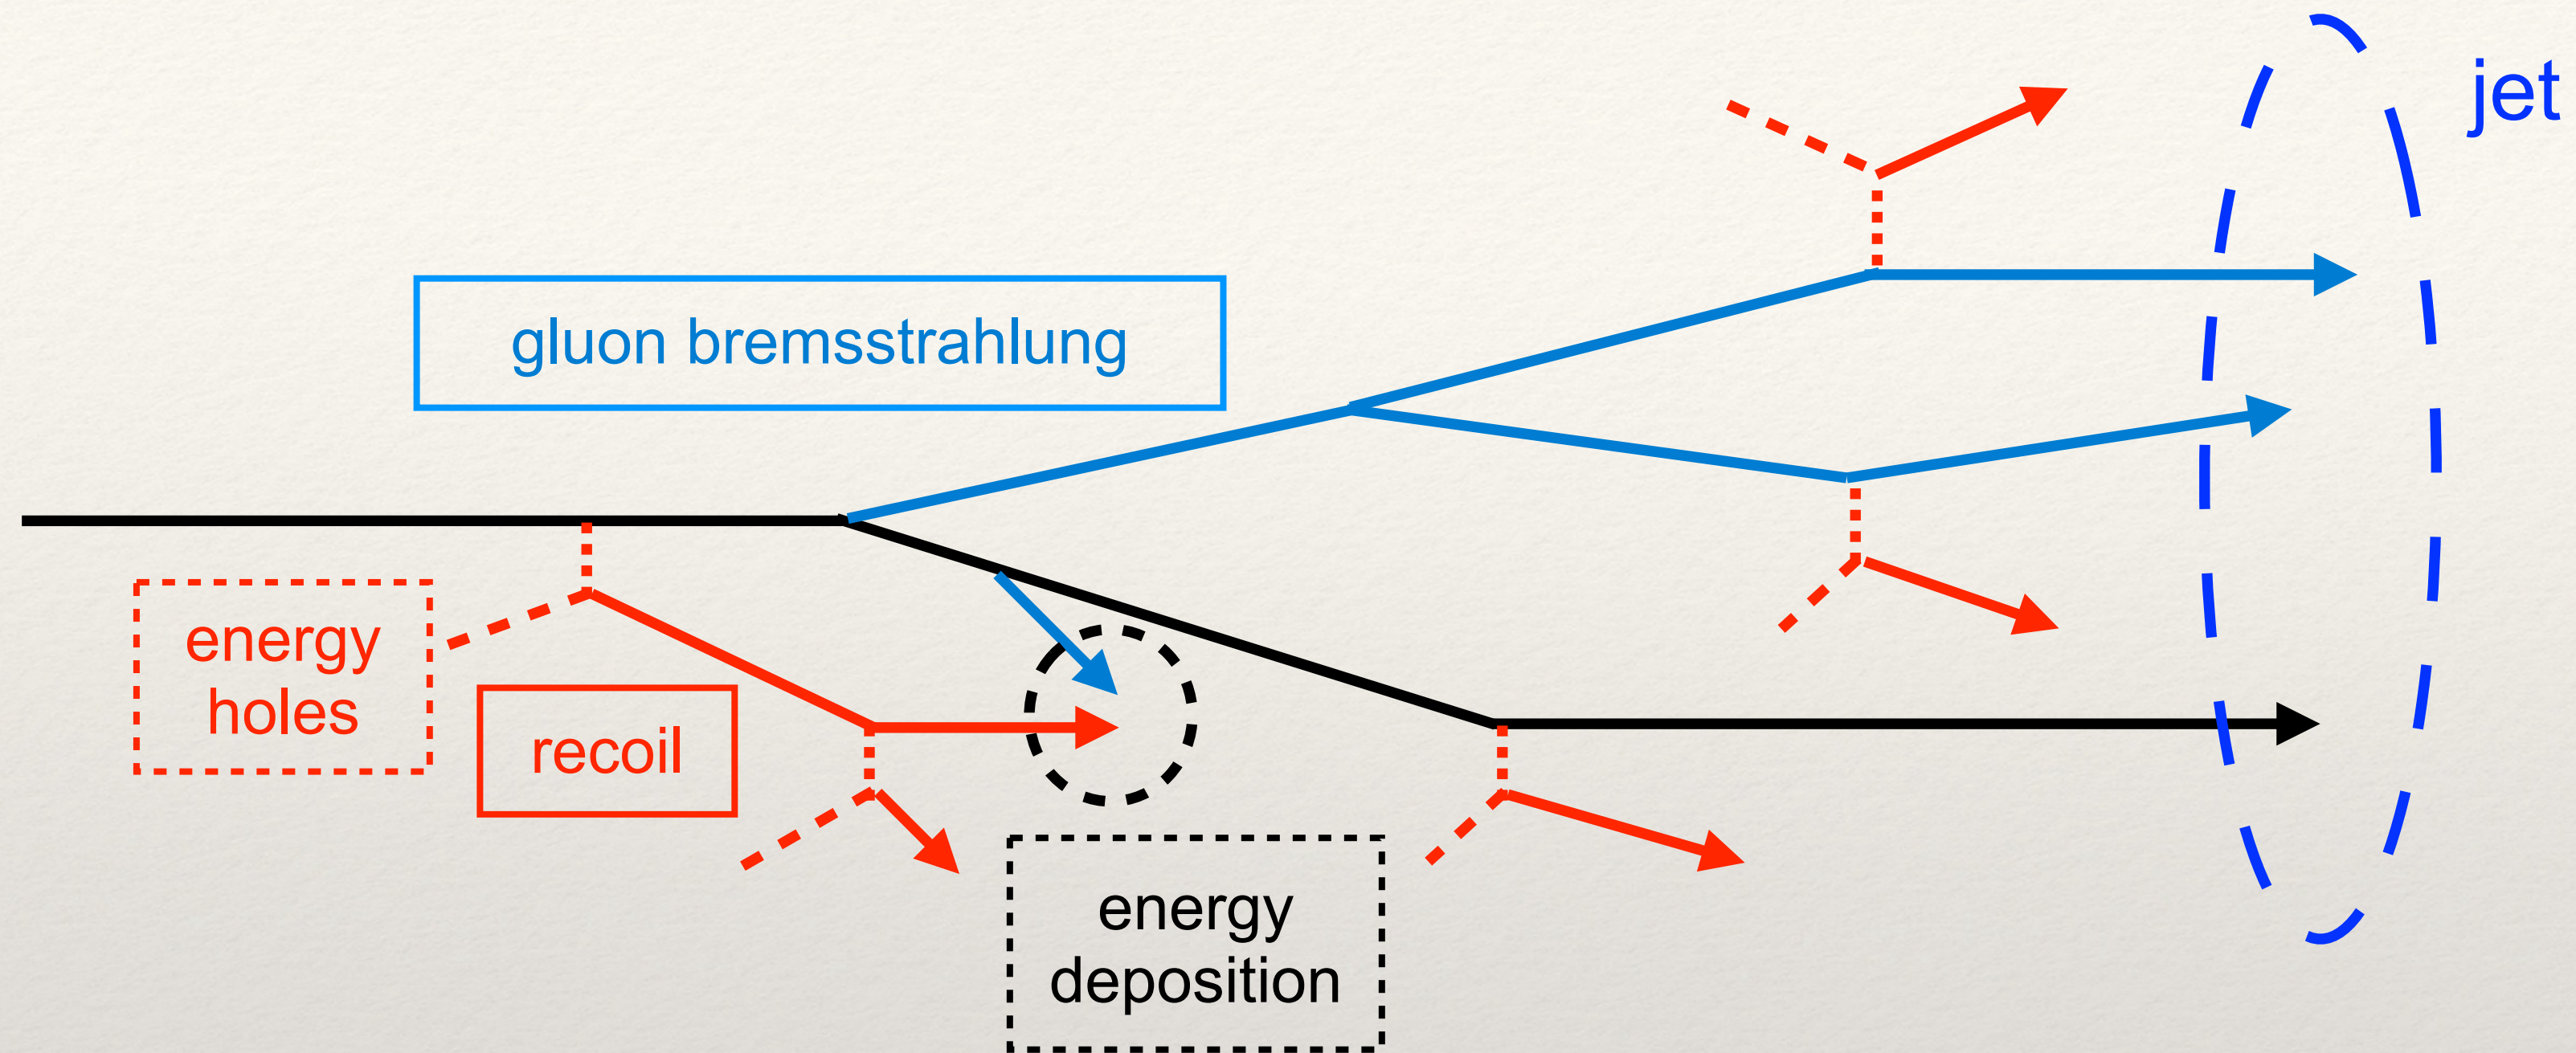 jet
gluon bremsstrahlung
energy
holes
recoil
energy
deposition